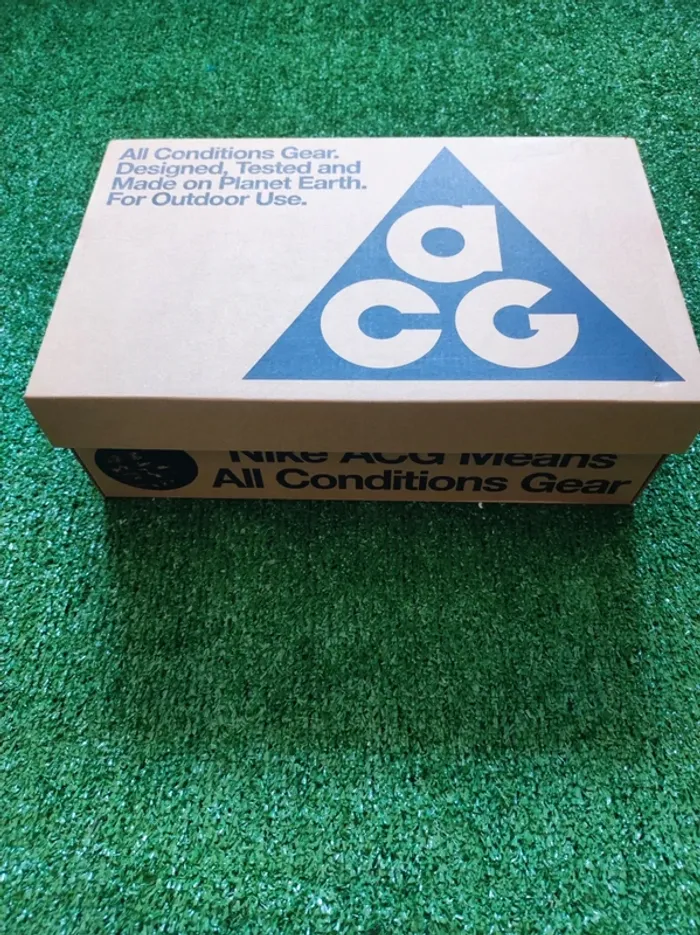 All Conditions Gear.
Designed, Tested and
Made on Planet Earth.
For Outdoor Use.
a
CG
Nike ACG Means
All Conditions Gear